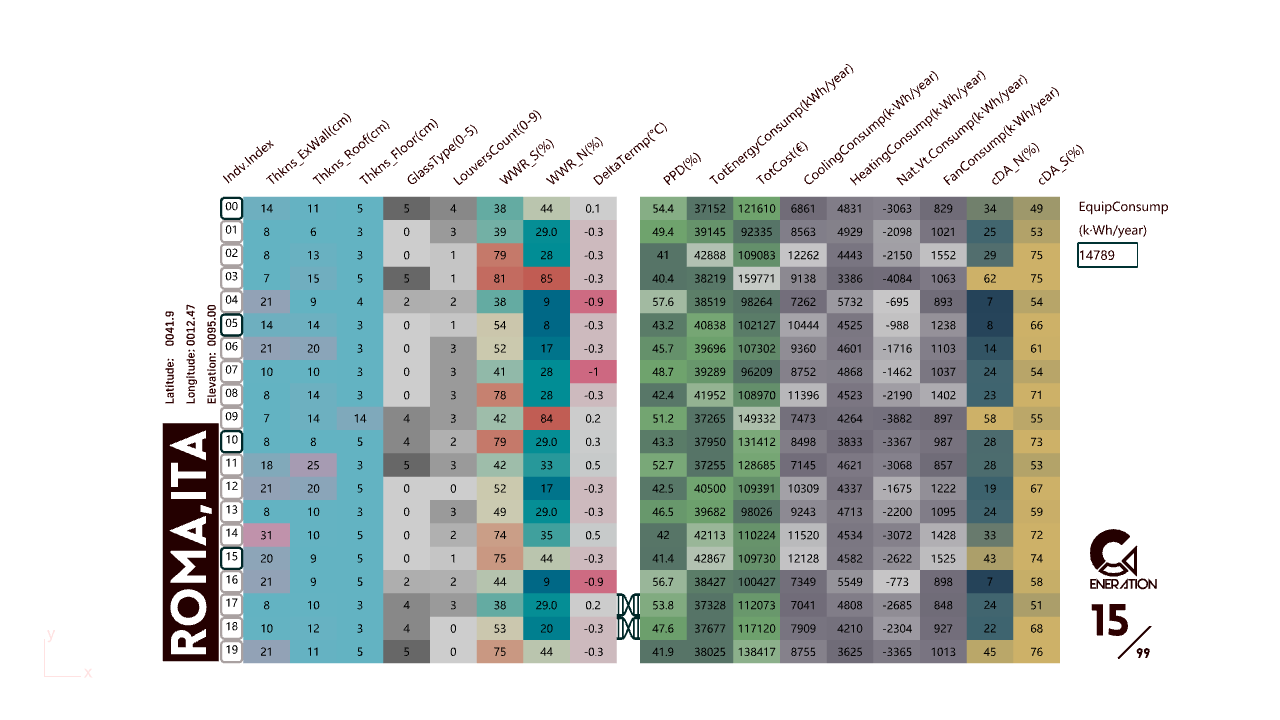 Indv.Index Thkns_ExWall(cm) Thkns_Roof(cm) Thkns_Floor(cm) GlassType(0-5) LouversCount(0-9) WWR_S(%) WWR_N(%) DeltaTermp(°C) PPD(%) TotEnergyConsump(kWh/year) TotCost(€) CoolingConsump(k·Wh/year) HeatingConsump(k·Wh/year) Nat.Vt.Consump(k·Wh/year) FanConsump(k·Wh/year) cDA_N(%) cDA_S(%)
00 14 11 5 5 4 38 44 0.1 54.4 37152 121610 6861 4831 -3063 829 34 49
01 8 6 3 0 3 39 29.0 -0.3 49.4 39145 92335 8563 4929 -2098 1021 25 53
02 8 13 3 0 1 79 28 -0.3 41 42888 109083 12262 4443 -2150 1552 29 75
03 7 15 5 5 1 81 85 -0.3 40.4 38219 159771 9138 3386 -4084 1063 62 75
04 21 9 4 2 2 38 9 -0.9 57.6 38519 98264 7262 5732 -695 893 7 54
05 14 14 3 0 1 54 8 -0.3 43.2 40838 102127 10444 4525 -988 1238 8 66
06 21 20 3 0 3 52 17 -0.3 45.7 39696 107302 9360 4601 -1716 1103 14 61
07 10 10 3 0 3 41 28 -1 48.7 39289 96209 8752 4868 -1462 1037 24 54
08 8 14 3 0 3 78 28 -0.3 42.4 41952 108970 11396 4523 -2190 1402 23 71
09 7 14 14 4 3 42 84 0.2 51.2 37265 149332 7473 4264 -3882 897 58 55
10 8 8 5 4 2 79 29.0 0.3 43.3 37950 131412 8498 3833 -3367 987 28 73
11 18 25 3 5 3 42 33 0.5 52.7 37255 128685 7145 4621 -3068 857 28 53
12 21 20 5 0 0 52 17 -0.3 42.5 40500 109391 10309 4337 -1675 1222 19 67
13 8 10 3 0 3 49 29.0 -0.3 46.5 39682 98026 9243 4713 -2200 1095 24 59
14 31 10 5 0 2 74 35 0.5 42 42113 110224 11520 4534 -3072 1428 33 72
15 20 9 5 0 1 75 44 -0.3 41.4 42867 109730 12128 4582 -2622 1525 43 74
16 21 9 5 2 2 44 9 -0.9 56.7 38427 100427 7349 5549 -773 898 7 58
17 8 10 3 4 3 38 29.0 0.2 53.8 37328 112073 7041 4808 -2685 848 24 51
18 10 12 3 4 0 53 20 -0.3 47.6 37677 117120 7909 4210 -2304 927 22 68
19 21 11 5 5 0 75 44 -0.3 41.9 38025 138417 8755 3625 -3365 1013 45 76
EquipConsump
(k·Wh/year)
14789
Latitude: 0041.9
Longitude: 0012.47
Elevation: 0095.00
ROMA,ITA
GENERATION
15/99
y
x